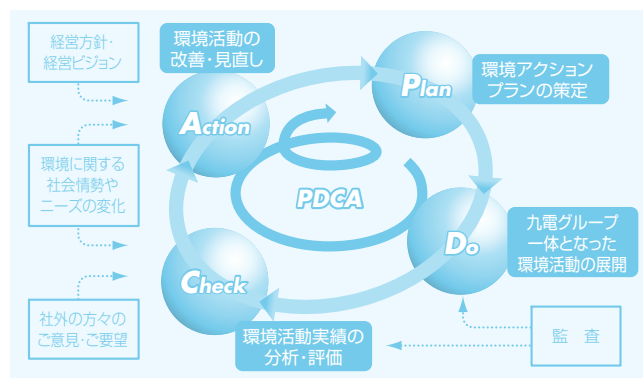 経営方針・
経営ビジョン
環境に関する
社会情勢や
ニーズの変化
社外の方々の
ご意見・ご要望
環境活動の
改善・見直し
Action
Plan
環境アクション
プランの策定
PDCA
Do
九電グループ
一体となった
環境活動の展開
Check
環境活動実績の
分析・評価
監 査